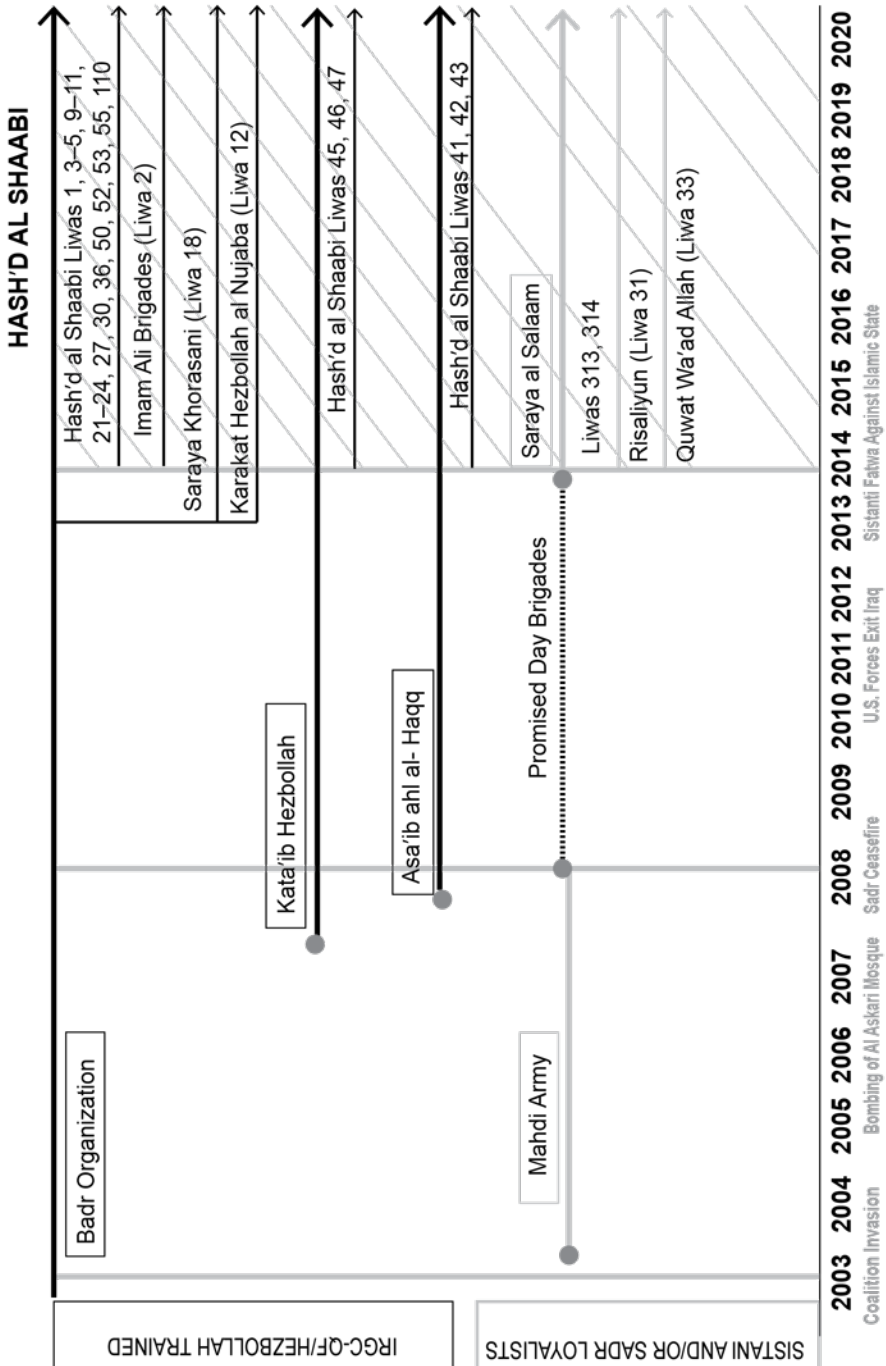 HASH'D AL SHAABI
IRGC-QF/HEZBOLLAH TRAINED
Badr Organization
Hash'd al Shaabi Liwas 1, 3–5, 9–11,
21–24, 27, 30, 36, 50, 52, 53, 55, 110
Imam Ali Brigades (Liwa 2)
Saraya Khorasani (Liwa 18)
Karakat Hezbollah al Nujaba (Liwa 12)
Kata'ib Hezbollah
Hash'd al Shaabi Liwas 45, 46, 47
Asa'ib ahl al- Haqq
Hash'd al Shaabi Liwas 41, 42, 43
SISTANI AND/OR SADR LOYALISTS
Mahdi Army
Promised Day Brigades
Saraya al Salaam
Liwas 313, 314
Risaliyun (Liwa 31)
Quwat Wa'ad Allah (Liwa 33)
2003 2004 2005 2006 2007 2008 2009 2010 2011 2012 2013 2014 2015 2016 2017 2018 2019 2020
Coalition Invasion Bombing of Al Askari Mosque Sadr Ceasefire U.S. Forces Exit Iraq Sistanti Fatwa Against Islamic State